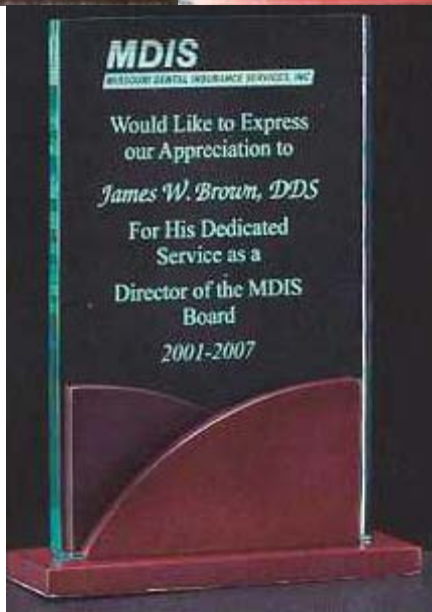 MDIS
MISSOURI DENTAL INSURANCE SERVICES, INC
Would Like to Express
our Appreciation to
James W. Brown, DDS
For His Dedicated
Service as a
Director of the MDIS
Board
2001-2007